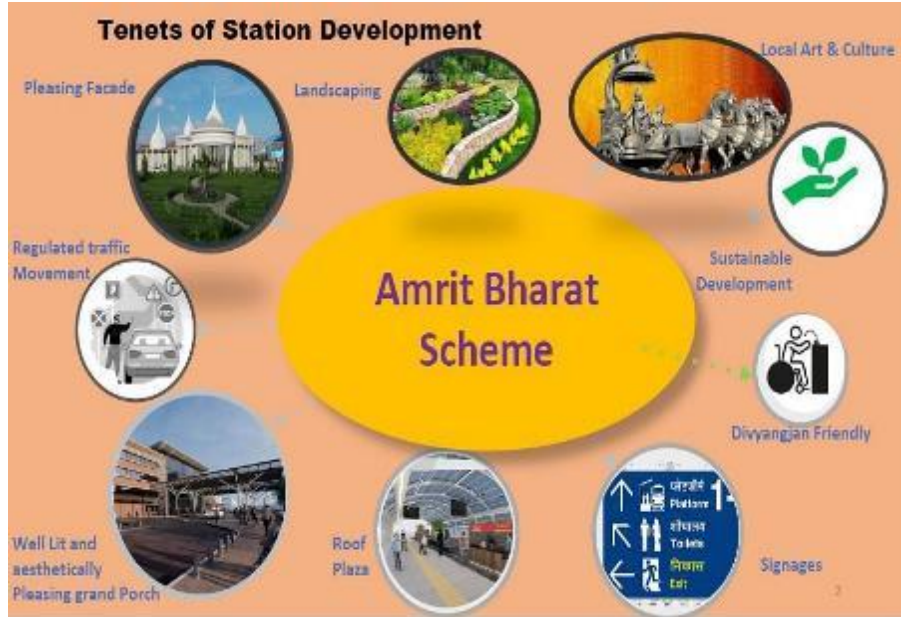 Tenets of Station Development
Pleasing Facade
Landscaping
Local Art & Culture
Regulated traffic
Movement
Sustainable
Development
Amrit Bharat
Scheme
Divyangjan Friendly
Well Lit and
aesthetically
Pleasing grand Porch
Roof
Plaza
Platform
शौचालय
Toilets
निकास
Exit
Signages
2